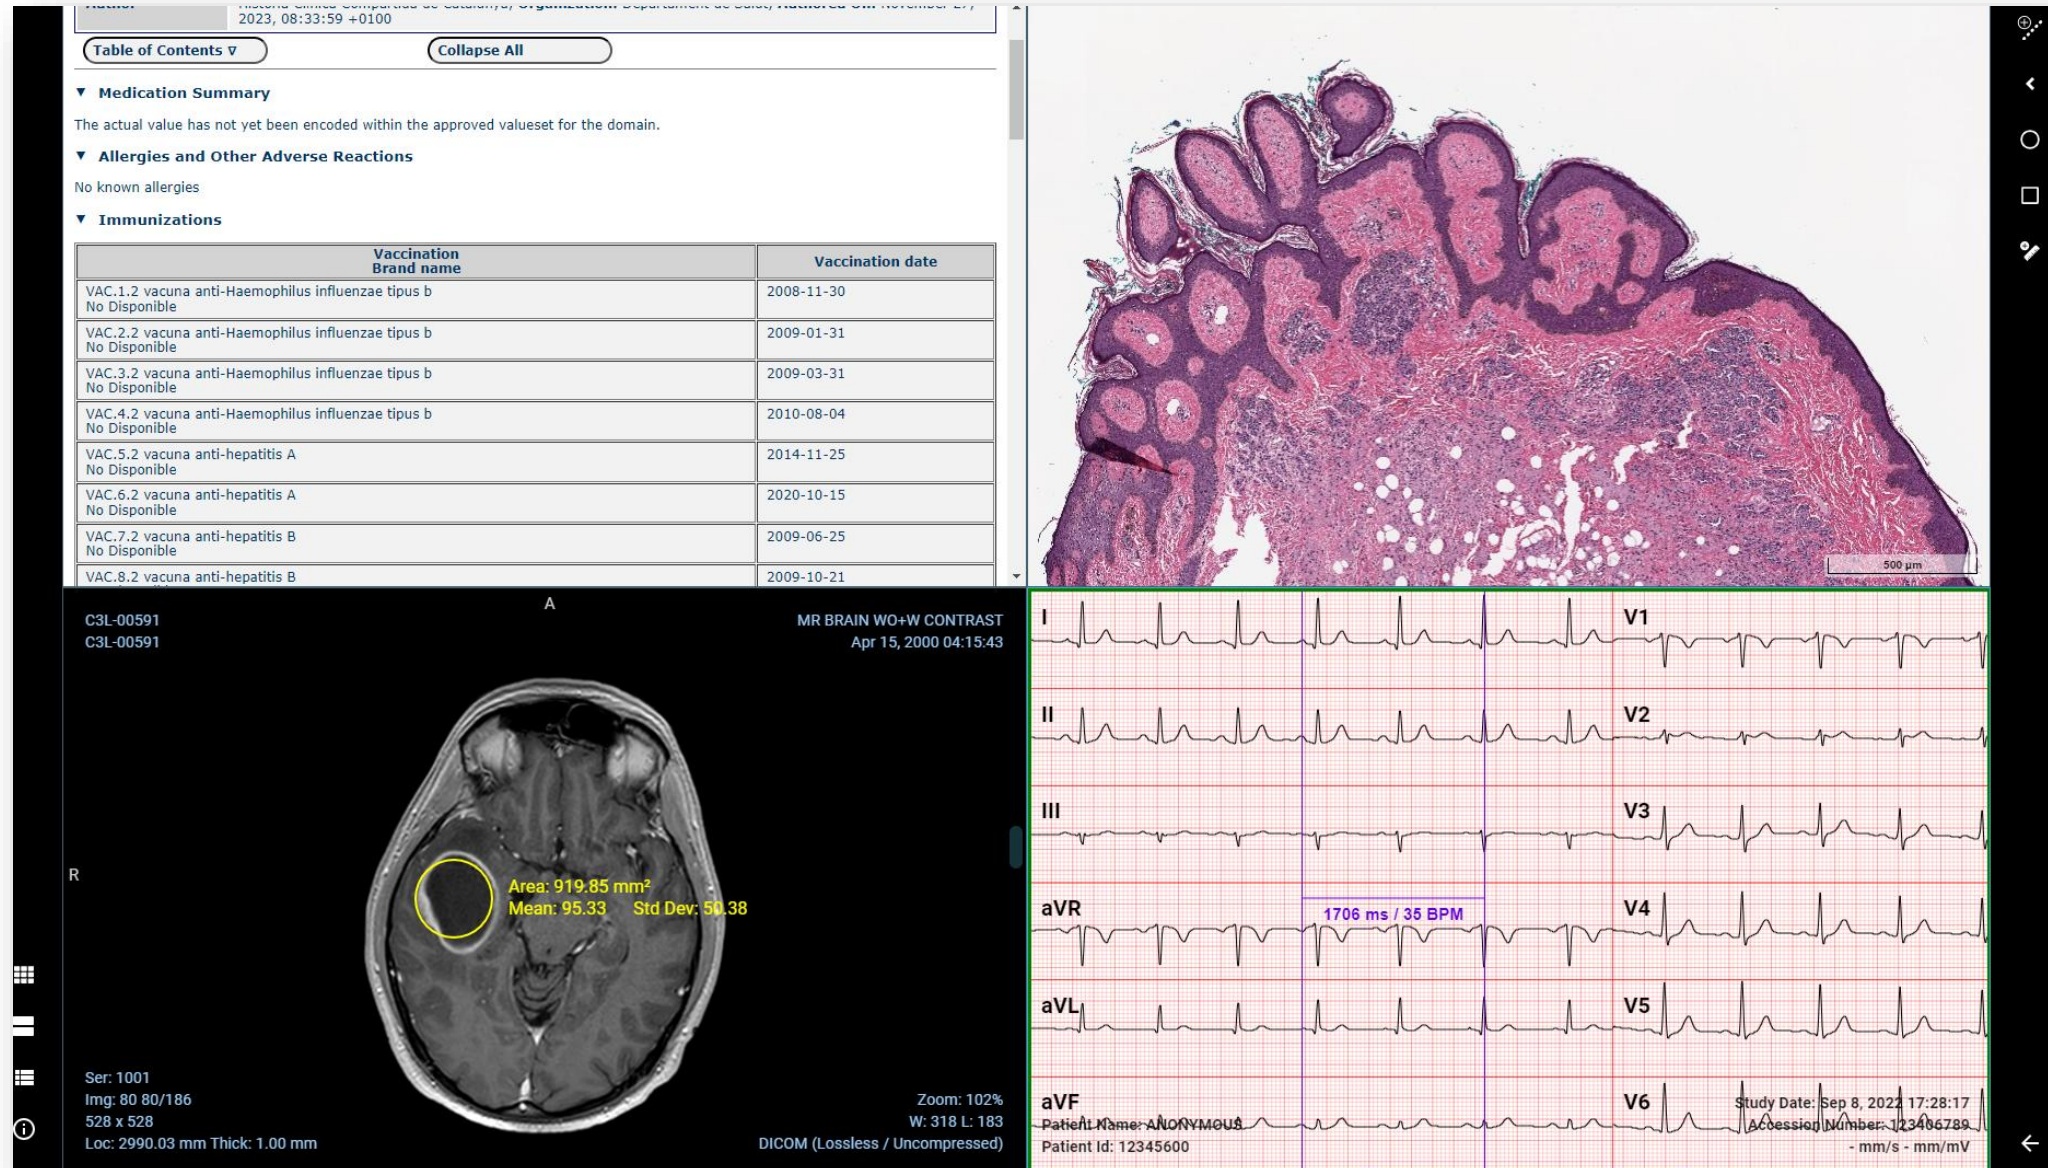 2023, 08:33:59 +0100
Table of Contents ∇
Collapse All
▼ Medication Summary
The actual value has not yet been encoded within the approved valueset for the domain.
▼ Allergies and Other Adverse Reactions
No known allergies
▼ Immunizations
Vaccination
Brand name
Vaccination date
VAC.1.2 vacuna anti-Haemophilus influenzae tipus b
No Disponible
2008-11-30
VAC.2.2 vacuna anti-Haemophilus influenzae tipus b
No Disponible
2009-01-31
VAC.3.2 vacuna anti-Haemophilus influenzae tipus b
No Disponible
2009-03-31
VAC.4.2 vacuna anti-Haemophilus influenzae tipus b
No Disponible
2010-08-04
VAC.5.2 vacuna anti-hepatitis A
No Disponible
2014-11-25
VAC.6.2 vacuna anti-hepatitis A
No Disponible
2020-10-15
VAC.7.2 vacuna anti-hepatitis B
No Disponible
2009-06-25
VAC.8.2 vacuna anti-hepatitis B
2009-10-21
500 µm
A
C3L-00591
C3L-00591
MR BRAIN WO+W CONTRAST
Apr 15, 2000 04:15:43
R
Area: 919.85 mm²
Mean: 95.33 Std Dev: 50.38
Ser: 1001
Img: 80 80/186
528 x 528
Loc: 2990.03 mm Thick: 1.00 mm
Zoom: 102%
W: 318 L: 183
DICOM (Lossless / Uncompressed)
I
V1
II
V2
III
V3
aVR
1706 ms / 35 BPM
V4
aVL
V5
aVF
V6
Patient Name: ANONYMOUS
Patient Id: 12345600
Study Date: Sep 8, 2022 17:28:17
Accession Number: 123406789
- mm/s - mm/mV